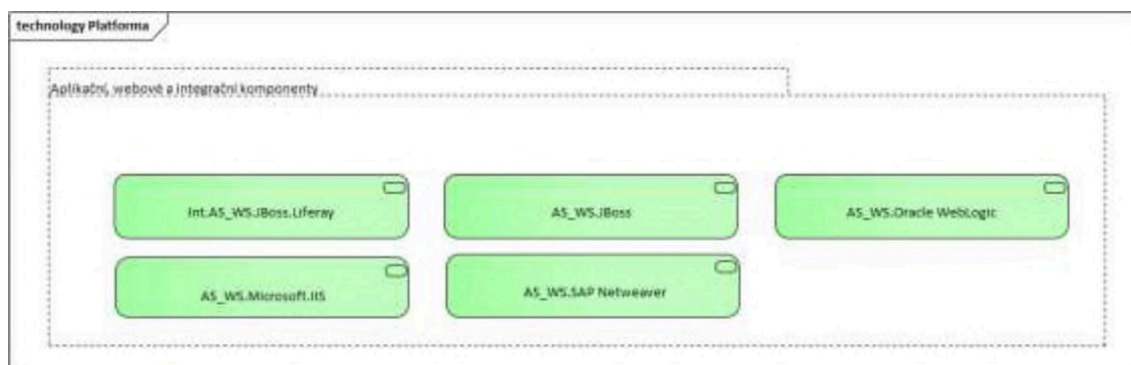 technology Platforma
Aplikační, webové a integrační komponenty
Int.AS_WS.JBoss.Liferay
AS_WS.JBoss
AS_WS.Oracle WebLogic
AS_WS.Microsoft.IIS
AS_WS.SAP Netweaver